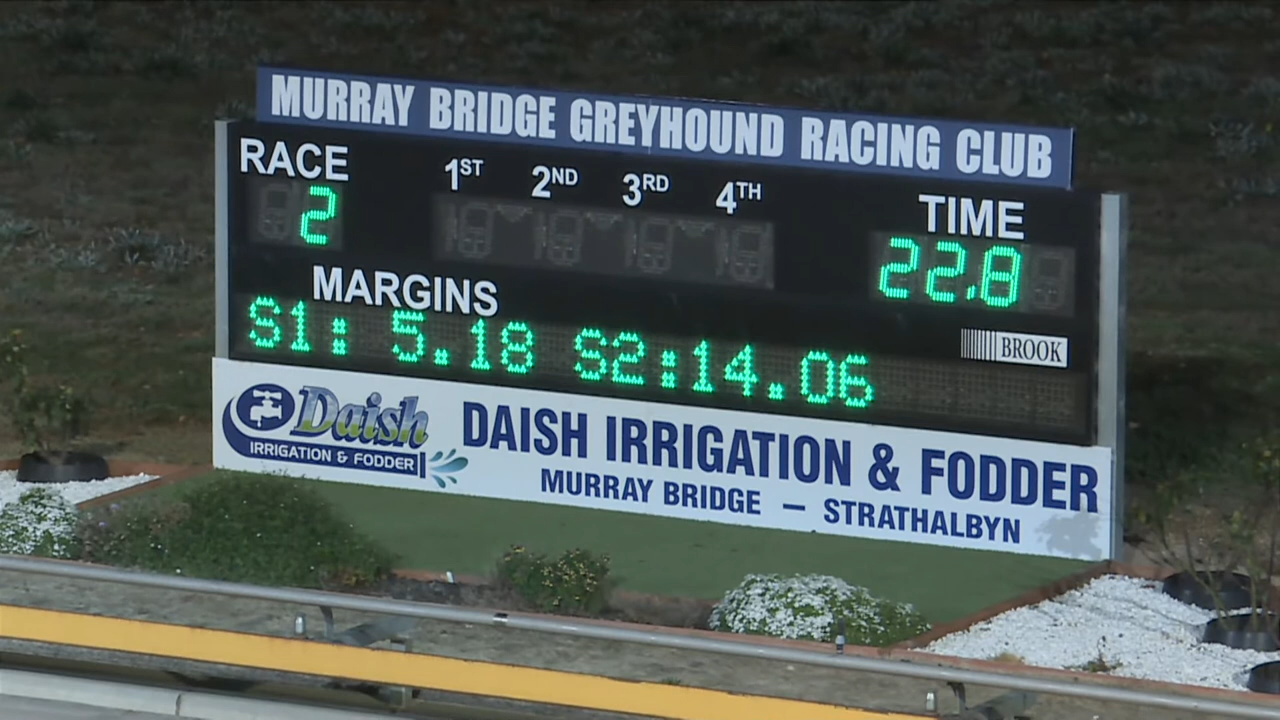 MURRAY BRIDGE GREYHOUND RACING CLUB
RACE 1ST 2ND 3RD 4TH TIME
2 22.8
MARGINS
S1: 5.18 S2:14.06
BROOK
Daish
IRRIGATION & FODDER
DAISH IRRIGATION & FODDER
MURRAY BRIDGE – STRATHALBYN